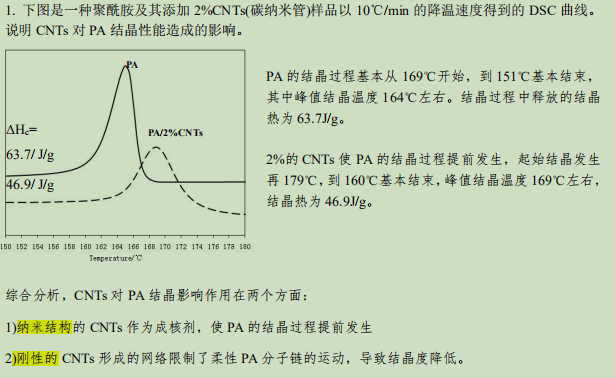 1. 下图是一种聚酰胺及其添加 2%CNTs(碳纳米管)样品以 10℃/min 的降温速度得到的 DSC 曲线。
说明 CNTs 对 PA 结晶性能造成的影响。
PA
PA/2%CNTs
ΔHc=
63.7/ J/g
46.9/ J/g
150 152 154 156 158 160 162 164 166 168 170 172 174 176 178 180
Temperature/℃
PA 的结晶过程基本从 169℃开始，到 151℃基本结束，
其中峰值结晶温度 164℃左右。结晶过程中释放的结晶
热为 63.7J/g。
2%的 CNTs 使 PA 的结晶过程提前发生，起始结晶发生
再 179℃，到 160℃基本结束，峰值结晶温度 169℃左右，
结晶热为 46.9J/g。
综合分析，CNTs 对 PA 结晶影响作用在两个方面：
1)纳米结构的 CNTs 作为成核剂，使 PA 的结晶过程提前发生
2)刚性的 CNTs 形成的网络限制了柔性 PA 分子链的运动，导致结晶度降低。